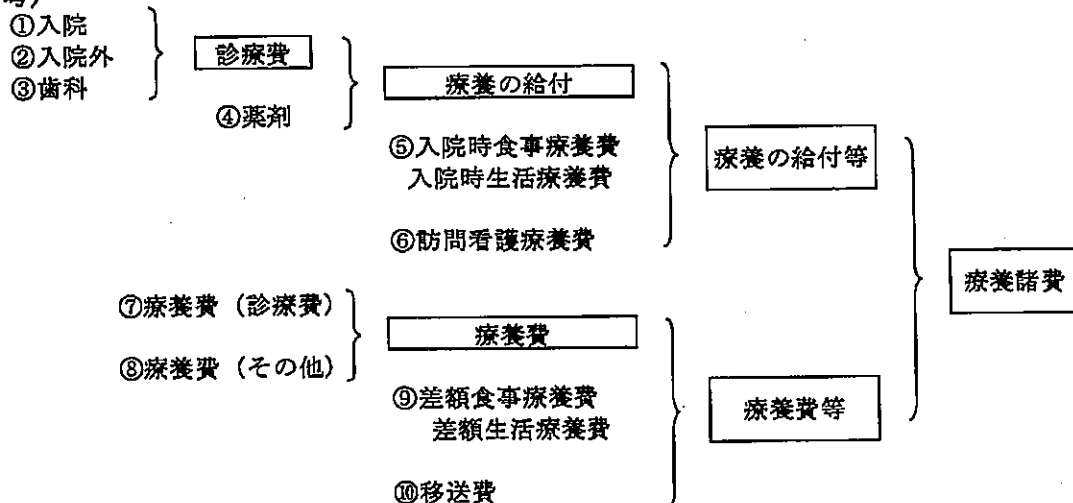 ①入院
②入院外
③歯科
診療費
④薬剤
療養の給付
⑤入院時食事療養費
入院時生活療養費
⑥訪問看護療養費
療養の給付等
⑦療養費（診療費）
⑧療養費（その他）
療養費
⑨差額食事療養費
差額生活療養費
⑩移送費
療養費等
療養諸費